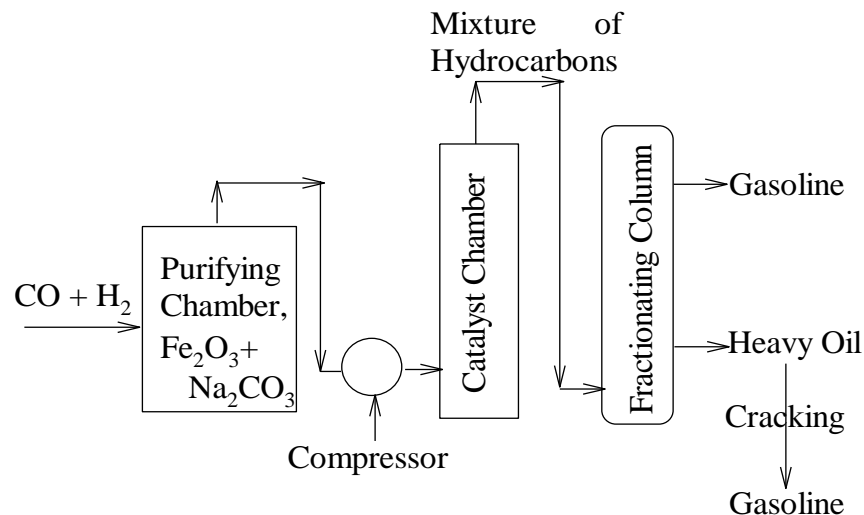 Mixture of
Hydrocarbons
CO + H₂
Purifying
Chamber,
Fe₂O₃+
Na₂CO₃
Compressor
Catalyst Chamber
Fractionating Column
Gasoline
Heavy Oil
Cracking
Gasoline